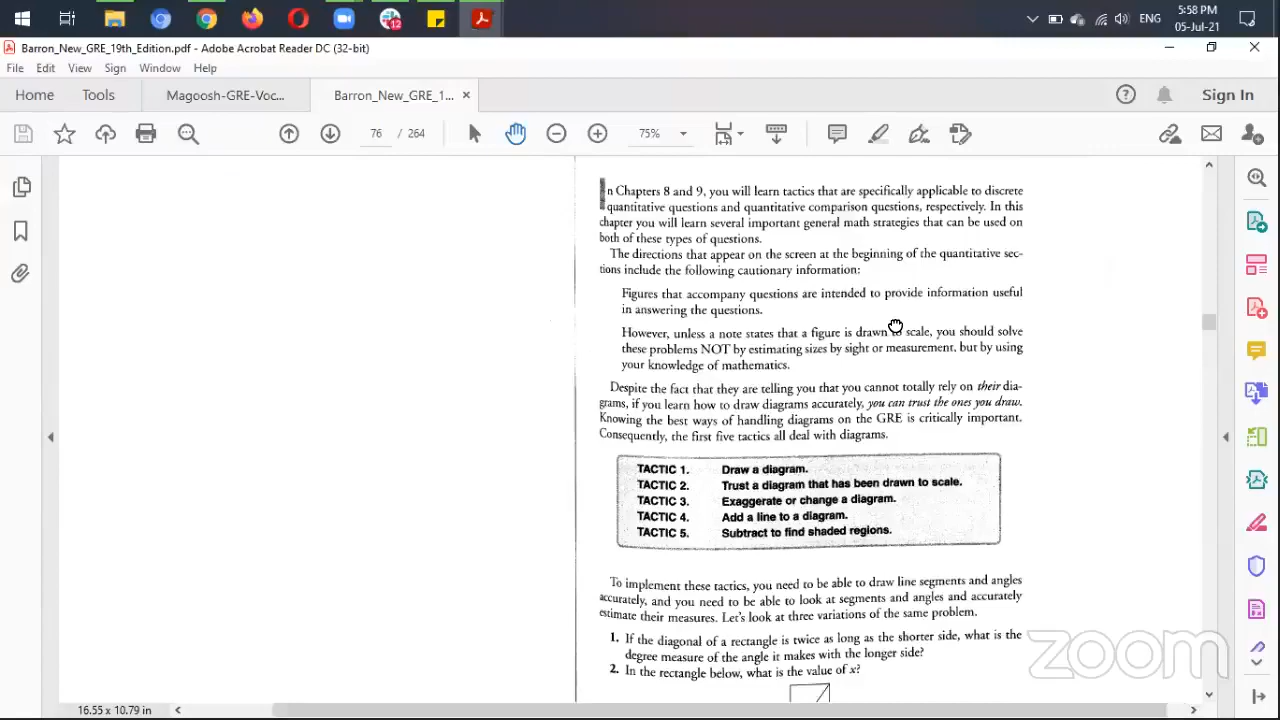 5:58 PM
ENG
05-Jul-21
12
Barron_New_GRE_19th_Edition.pdf - Adobe Acrobat Reader DC (32-bit)
File Edit View Sign Window Help
Home Tools Magoosh-GRE-Voc... Barron_New_GRE_1... × Sign In
76 / 264 75%
In Chapters 8 and 9, you will learn tactics that are specifically applicable to discrete
quantitative questions and quantitative comparison questions, respectively. In this
chapter you will learn several important general math strategies that can be used on
both of these types of questions.
The directions that appear on the screen at the beginning of the quantitative sec-
tions include the following cautionary information:
Figures that accompany questions are intended to provide information useful
in answering the questions.
However, unless a note states that a figure is drawn to scale, you should solve
these problems NOT by estimating sizes by sight or measurement, but by using
your knowledge of mathematics.
Despite the fact that they are telling you that you cannot totally rely on their dia-
grams, if you learn how to draw diagrams accurately, you can trust the ones you draw.
Knowing the best ways of handling diagrams on the GRE is critically important.
Consequently, the first five tactics all deal with diagrams.
TACTIC 1. Draw a diagram.
TACTIC 2. Trust a diagram that has been drawn to scale.
TACTIC 3. Exaggerate or change a diagram.
TACTIC 4. Add a line to a diagram.
TACTIC 5. Subtract to find shaded regions.
To implement these tactics, you need to be able to draw line segments and angles
accurately, and you need to be able to look at segments and angles and accurately
estimate their measures. Let's look at three variations of the same problem.
1. If the diagonal of a rectangle is twice as long as the shorter side, what is the
degree measure of the angle it makes with the longer side?
2. In the rectangle below, what is the value of x?
zoom
16.55 x 10.79 in